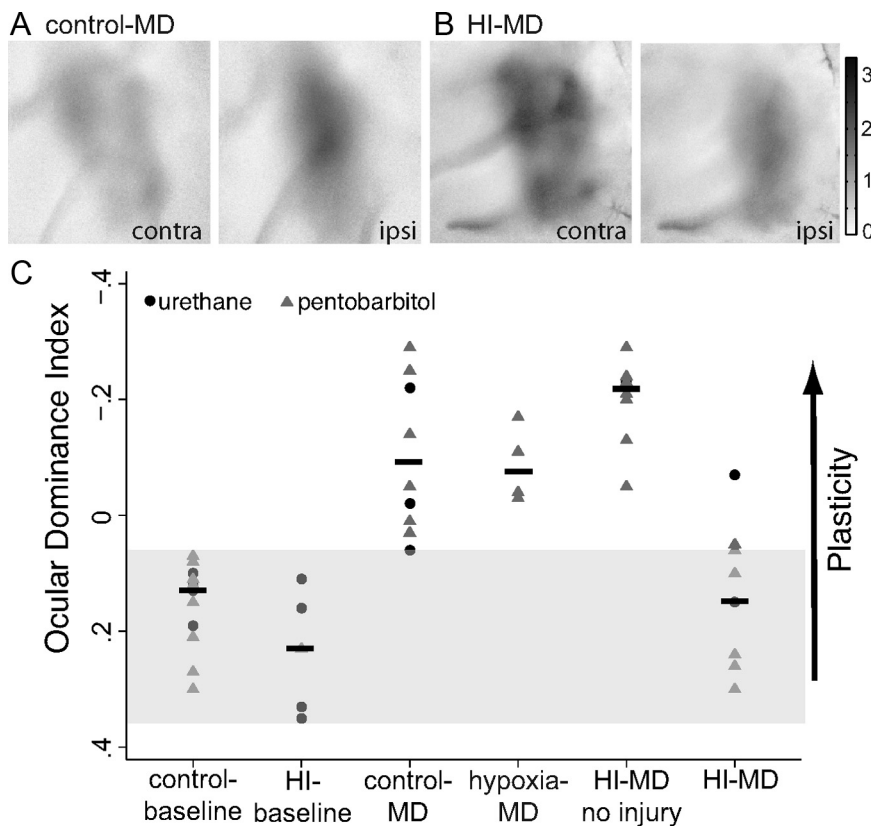 A control-MD
B HI-MD
contra
ipsi
contra
ipsi
3
2
1
0
C
urethane
pentobarbitol
Ocular Dominance Index
-.4
-.2
0
.2
.4
Plasticity
control-
baseline
HI-
baseline
control-
MD
hypoxia-
MD
HI-MD
no injury
HI-MD